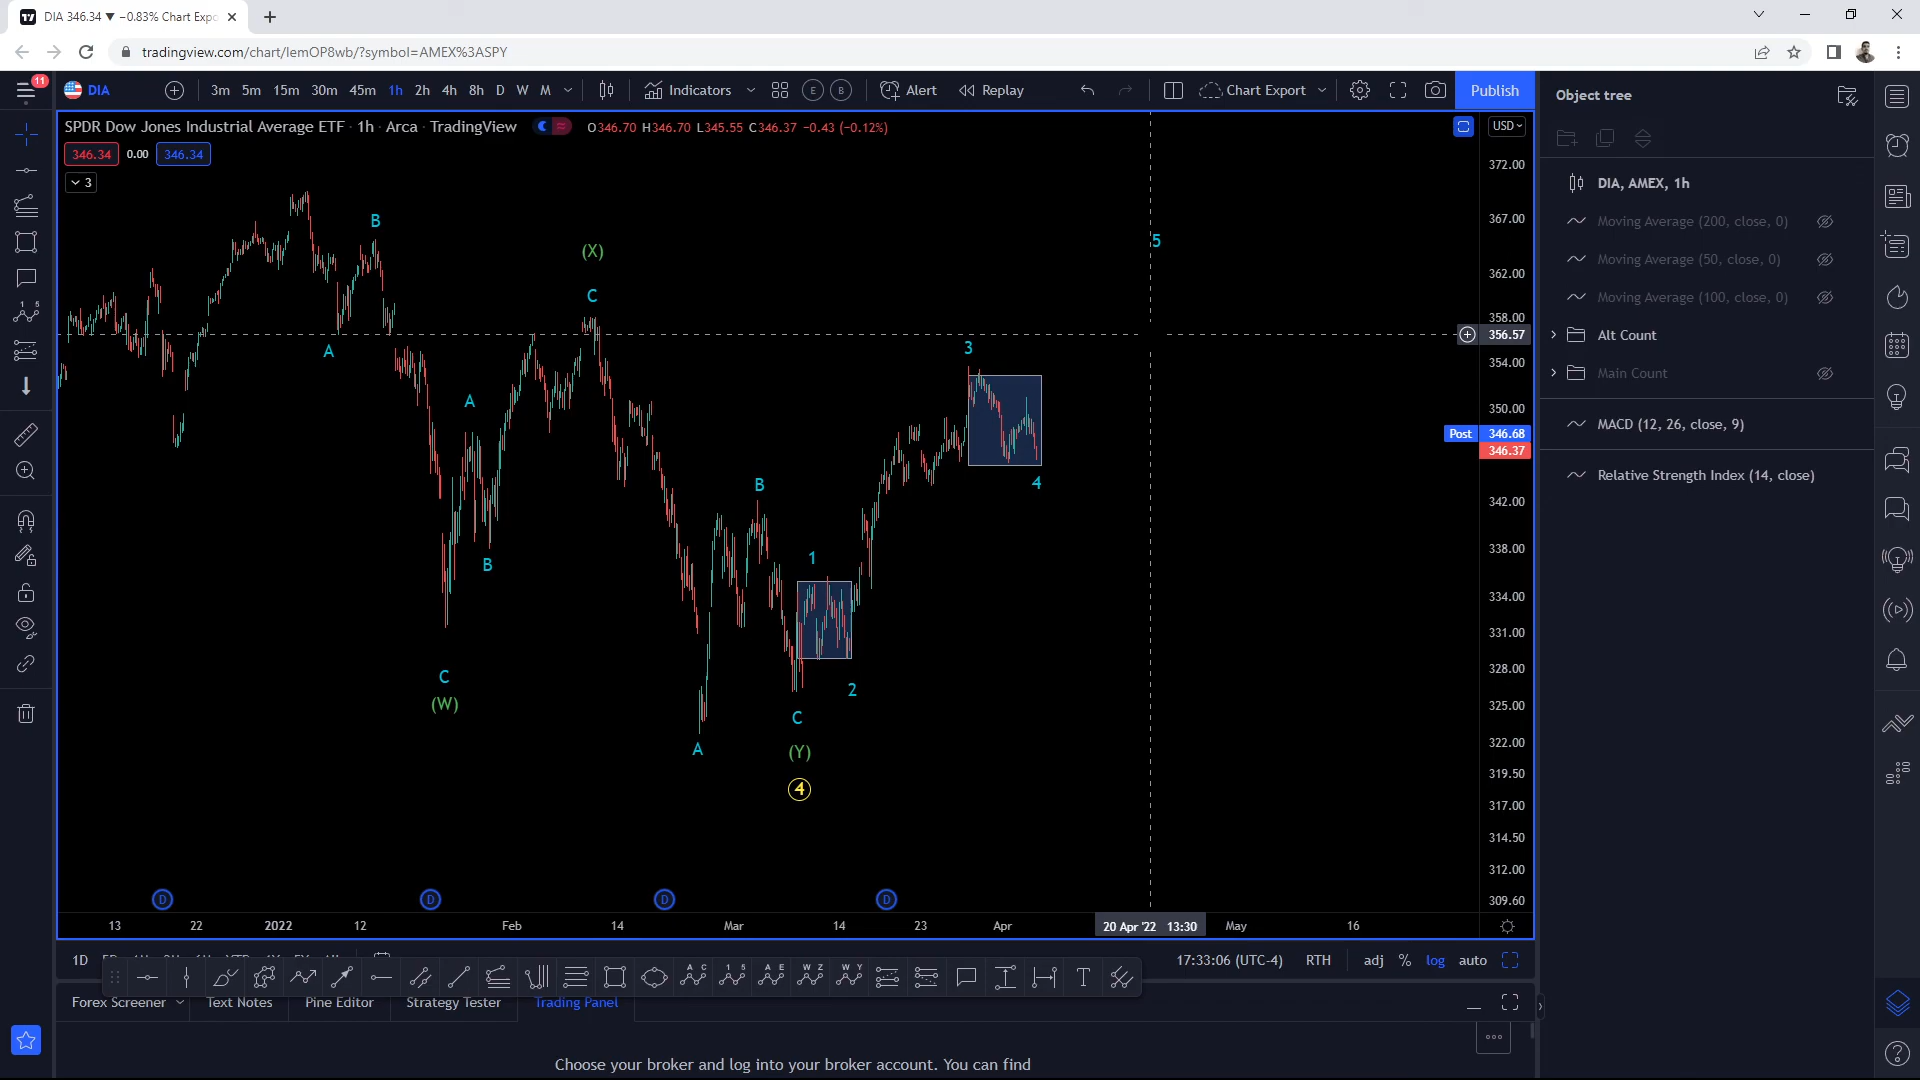 DIA 346.34 ▼ −0.83% Chart Expo
tradingview.com/chart/lemOP8wb/?symbol=AMEX%3ASPY
11
DIA 3m 5m 15m 30m 45m 1h 2h 4h 8h D W M Indicators E B Alert Replay Chart Export Publish
SPDR Dow Jones Industrial Average ETF · 1h · Arca · TradingView O346.70 H346.70 L345.55 C346.37 −0.43 (−0.12%)
USD
346.34 0.00 346.34
3
372.00
367.00
362.00
358.00
356.57
354.00
350.00
Post 346.68
346.37
342.00
338.00
334.00
331.00
328.00
325.00
322.00
319.50
317.00
314.50
312.00
309.60
B
(X)
5
C
A
3
A
B
4
1
B
C
2
(W)
C
A
(Y)
4
D D D D
13 22 2022 12 Feb 14 Mar 14 23 Apr 20 Apr '22 13:30 May 16
Object tree
DIA, AMEX, 1h
Moving Average (200, close, 0)
Moving Average (50, close, 0)
Moving Average (100, close, 0)
Alt Count
Main Count
MACD (12, 26, close, 9)
Relative Strength Index (14, close)
1D
17:33:06 (UTC-4) RTH adj % log auto
Forex Screener Text Notes Pine Editor Strategy Tester Trading Panel
Choose your broker and log into your broker account. You can find